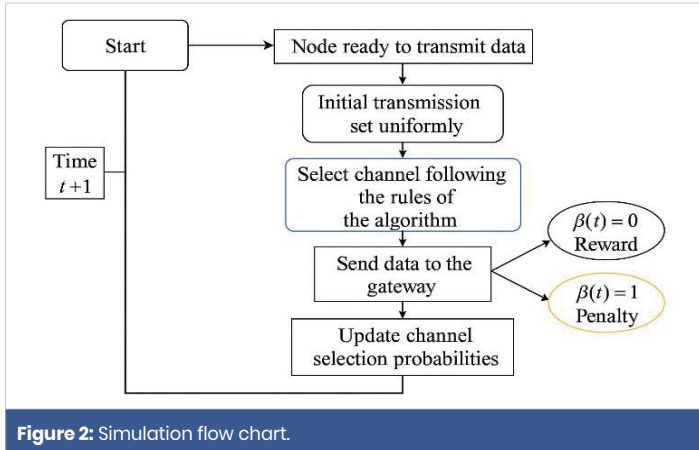 Start
Node ready to transmit data
Initial transmission
set uniformly
Time
t+1
Select channel following
the rules of
the algorithm
β(t) = 0
Reward
Send data to the
gateway
β(t) = 1
Penalty
Update channel
selection probabilities
Figure 2: Simulation flow chart.